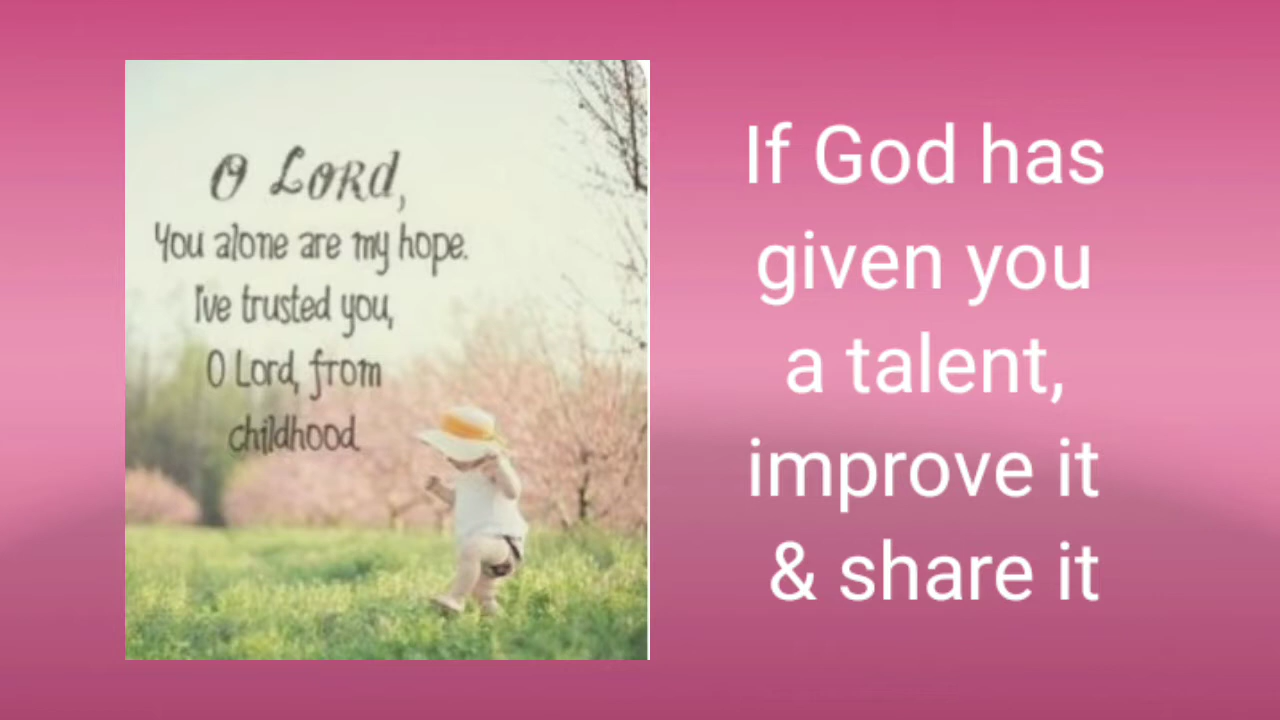 O LORD,
You alone are my hope.
I've trusted you,
O Lord, from
childhood.
If God has
given you
a talent,
improve it
& share it